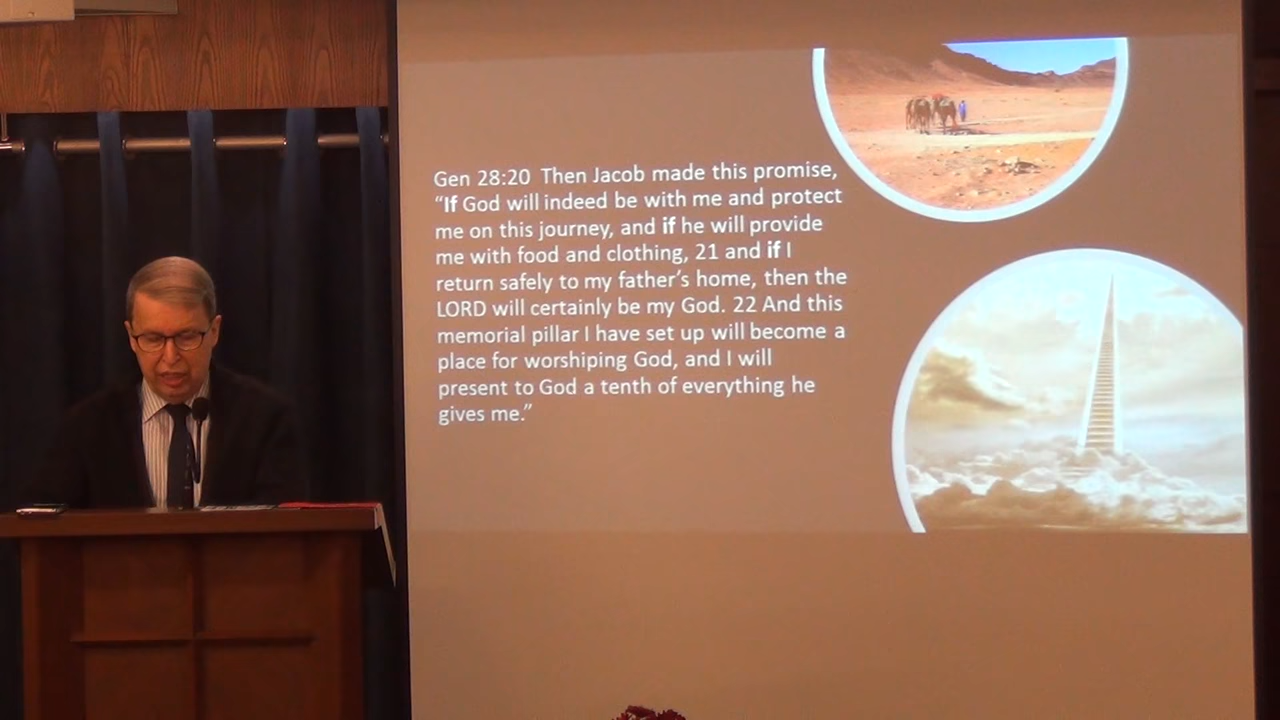 Gen 28:20  Then Jacob made this promise,
“If God will indeed be with me and protect
me on this journey, and if he will provide
me with food and clothing, 21 and if I
return safely to my father’s home, then the
LORD will certainly be my God. 22 And this
memorial pillar I have set up will become a
place for worshiping God, and I will
present to God a tenth of everything he
gives me.”